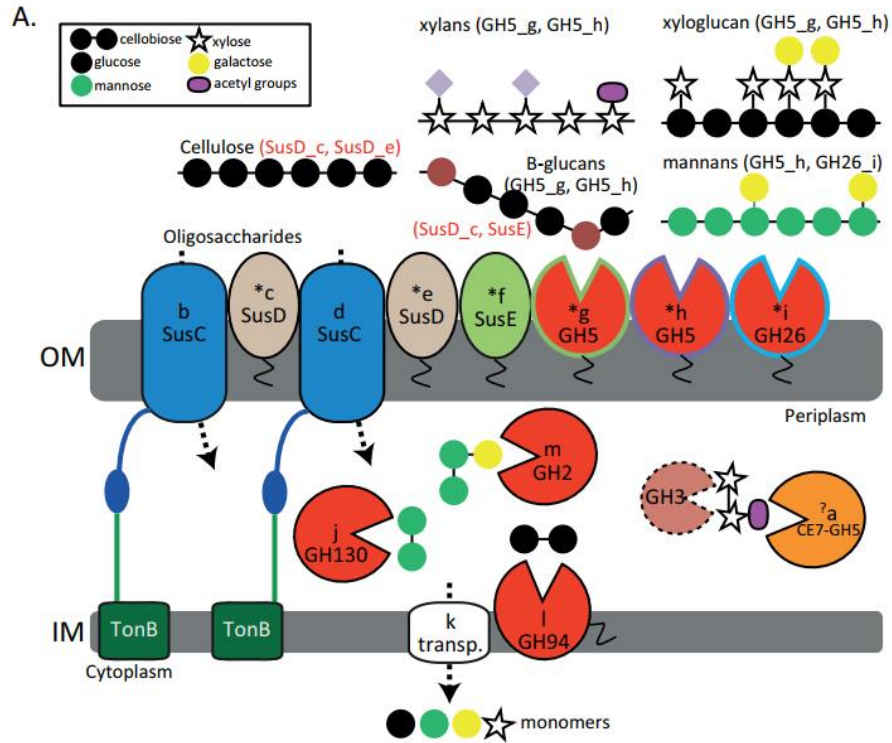 A.
cellobiose
xylose
glucose
galactose
mannose
acetyl groups
xylans (GH5_g, GH5_h)
xyloglucan (GH5_g, GH5_h)
Cellulose (SusD_c, SusD_e)
B-glucans
(GH5_g, GH5_h)
mannans (GH5_h, GH26_i)
(SusD_c, SusE)
Oligosaccharides
b
SusC
*c
SusD
d
SusC
*e
SusD
*f
SusE
*g
GH5
*h
GH5
*i
GH26
OM
Periplasm
m
GH2
j
GH130
GH3
?a
CE7-GH5
l
GH94
k
transp.
TonB
TonB
IM
Cytoplasm
monomers